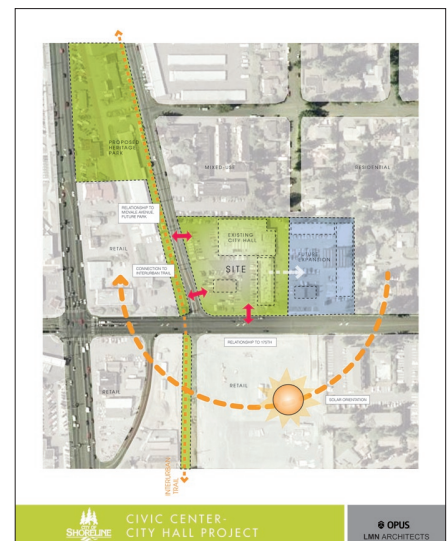 PROPOSED
HERITAGE
PARK
MIXED-USE
RESIDENTIAL
RELATIONSHIP TO
MIDVALE AVENUE,
FUTURE PARK
RETAIL
EXISTING
CITY HALL
CONNECTION TO
INTERURBAN TRAIL
SITE
FUTURE
EXPANSION
RELATIONSHIP TO 175TH
RETAIL
RETAIL
SOLAR ORIENTATION
INTERURBAN
TRAIL
CITY OF
SHORELINE
CIVIC CENTER-
CITY HALL PROJECT
OPUS
LMN ARCHITECTS